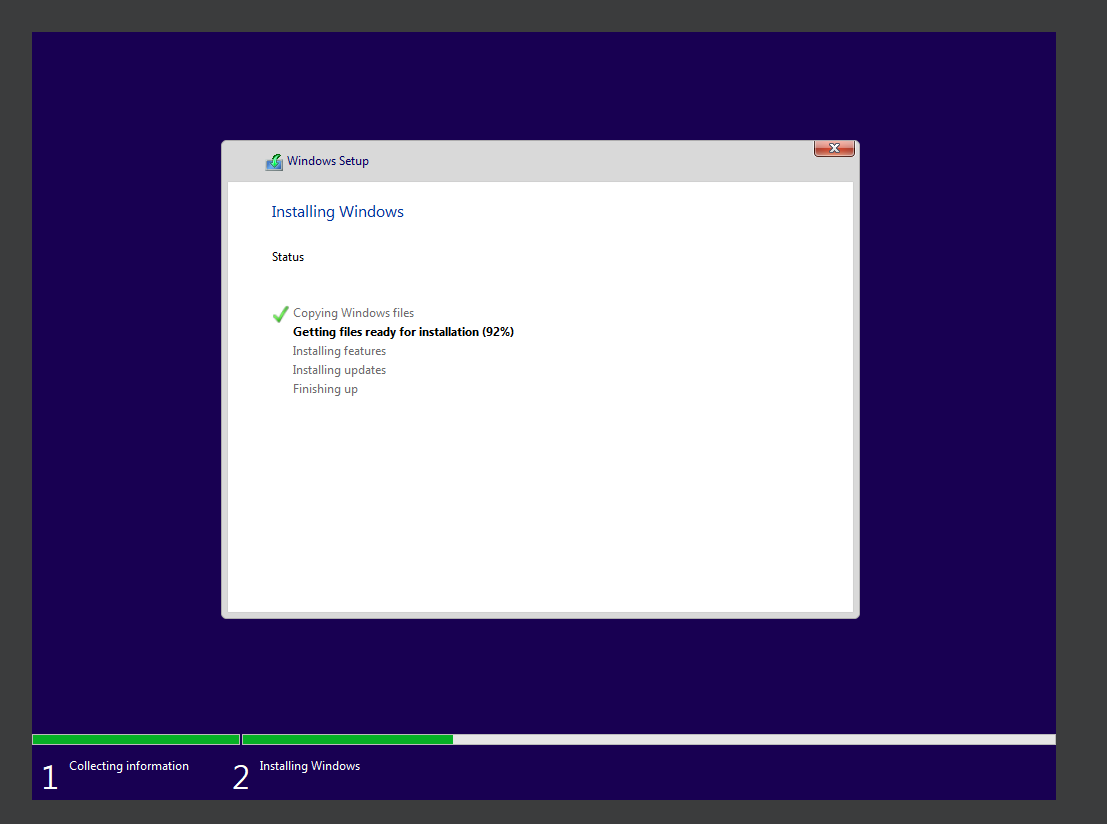 Windows Setup
Installing Windows
Status
Copying Windows files
Getting files ready for installation (92%)
Installing features
Installing updates
Finishing up
1 Collecting information
2 Installing Windows